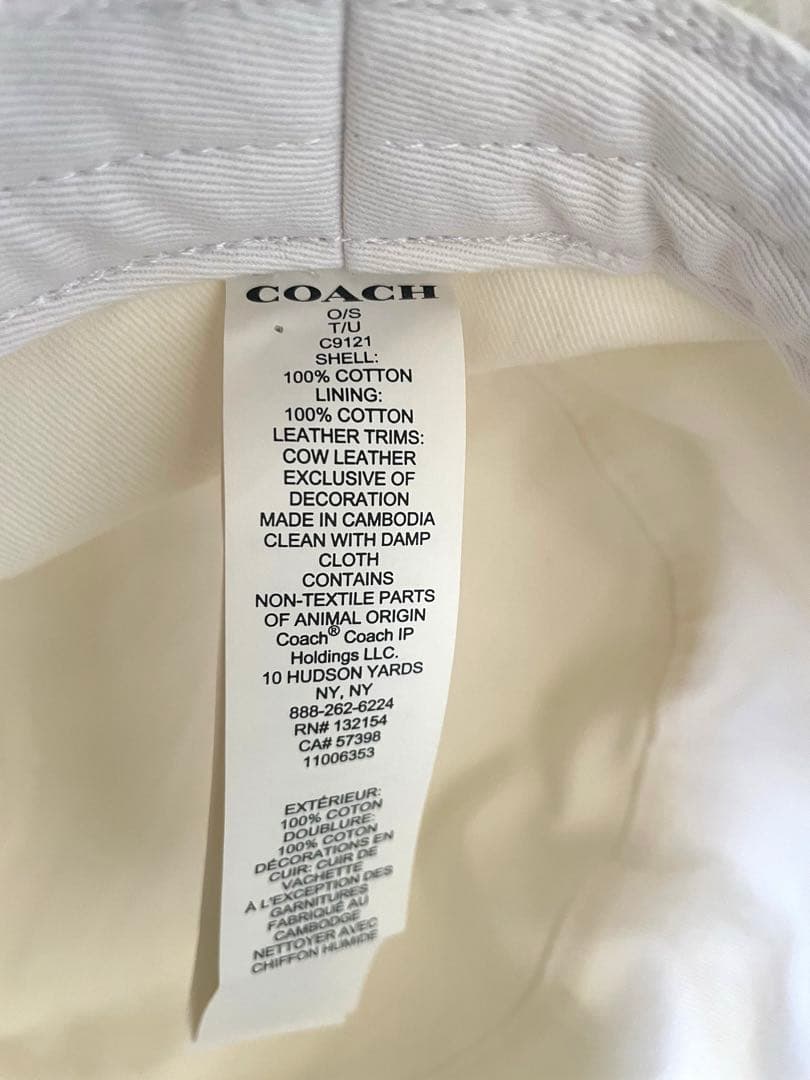 COACH
O/S
T/U
C9121
SHELL:
100% COTTON
LINING:
100% COTTON
LEATHER TRIMS:
COW LEATHER
EXCLUSIVE OF
DECORATION
MADE IN CAMBODIA
CLEAN WITH DAMP
CLOTH
CONTAINS
NON-TEXTILE PARTS
OF ANIMAL ORIGIN
Coach® Coach IP
Holdings LLC.
10 HUDSON YARDS
NY, NY
888-262-6224
RN# 132154
CA# 57398
11006353
EXTÉRIEUR:
100% COTON
DOUBLURE:
100% COTON
DÉCORATIONS EN
CUIR: CUIR DE
VACHETTE
À L'EXCEPTION DES
GARNITURES
FABRIQUÉ AU
CAMBODGE
NETTOYER AVEC
CHIFFON HUMIDE